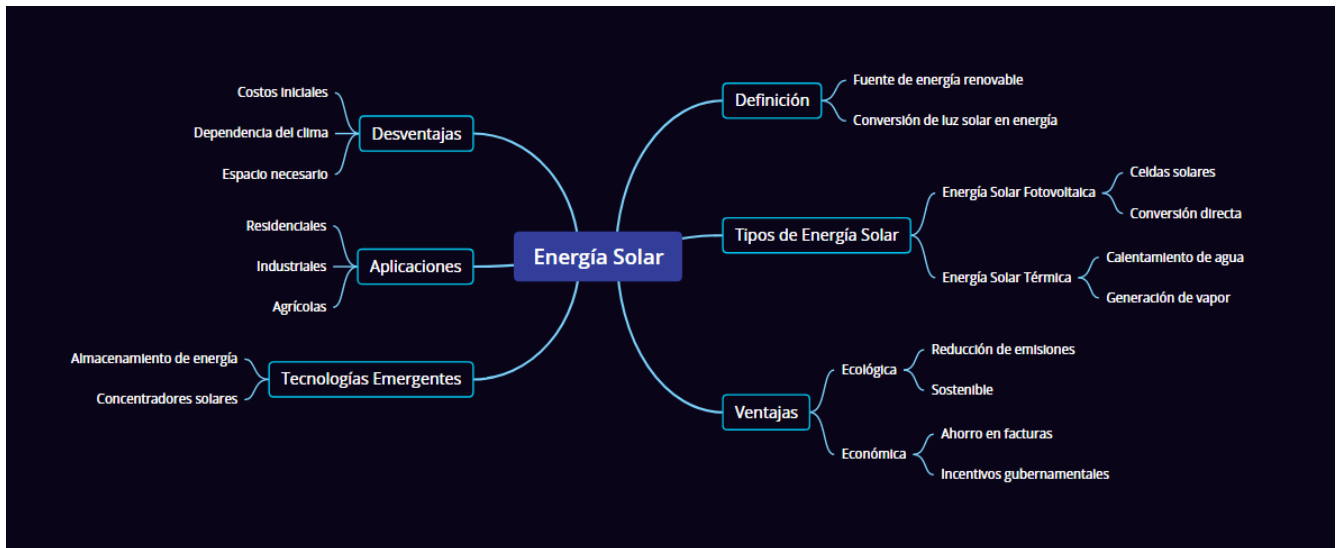 Energía Solar
Definición
Fuente de energía renovable
Conversión de luz solar en energía
Tipos de Energía Solar
Energía Solar Fotovoltaica
Celdas solares
Conversión directa
Energía Solar Térmica
Calentamiento de agua
Generación de vapor
Ventajas
Ecológica
Reducción de emisiones
Sostenible
Económica
Ahorro en facturas
Incentivos gubernamentales
Desventajas
Costos iniciales
Dependencia del clima
Espacio necesario
Aplicaciones
Residenciales
Industriales
Agrícolas
Tecnologías Emergentes
Almacenamiento de energía
Concentradores solares